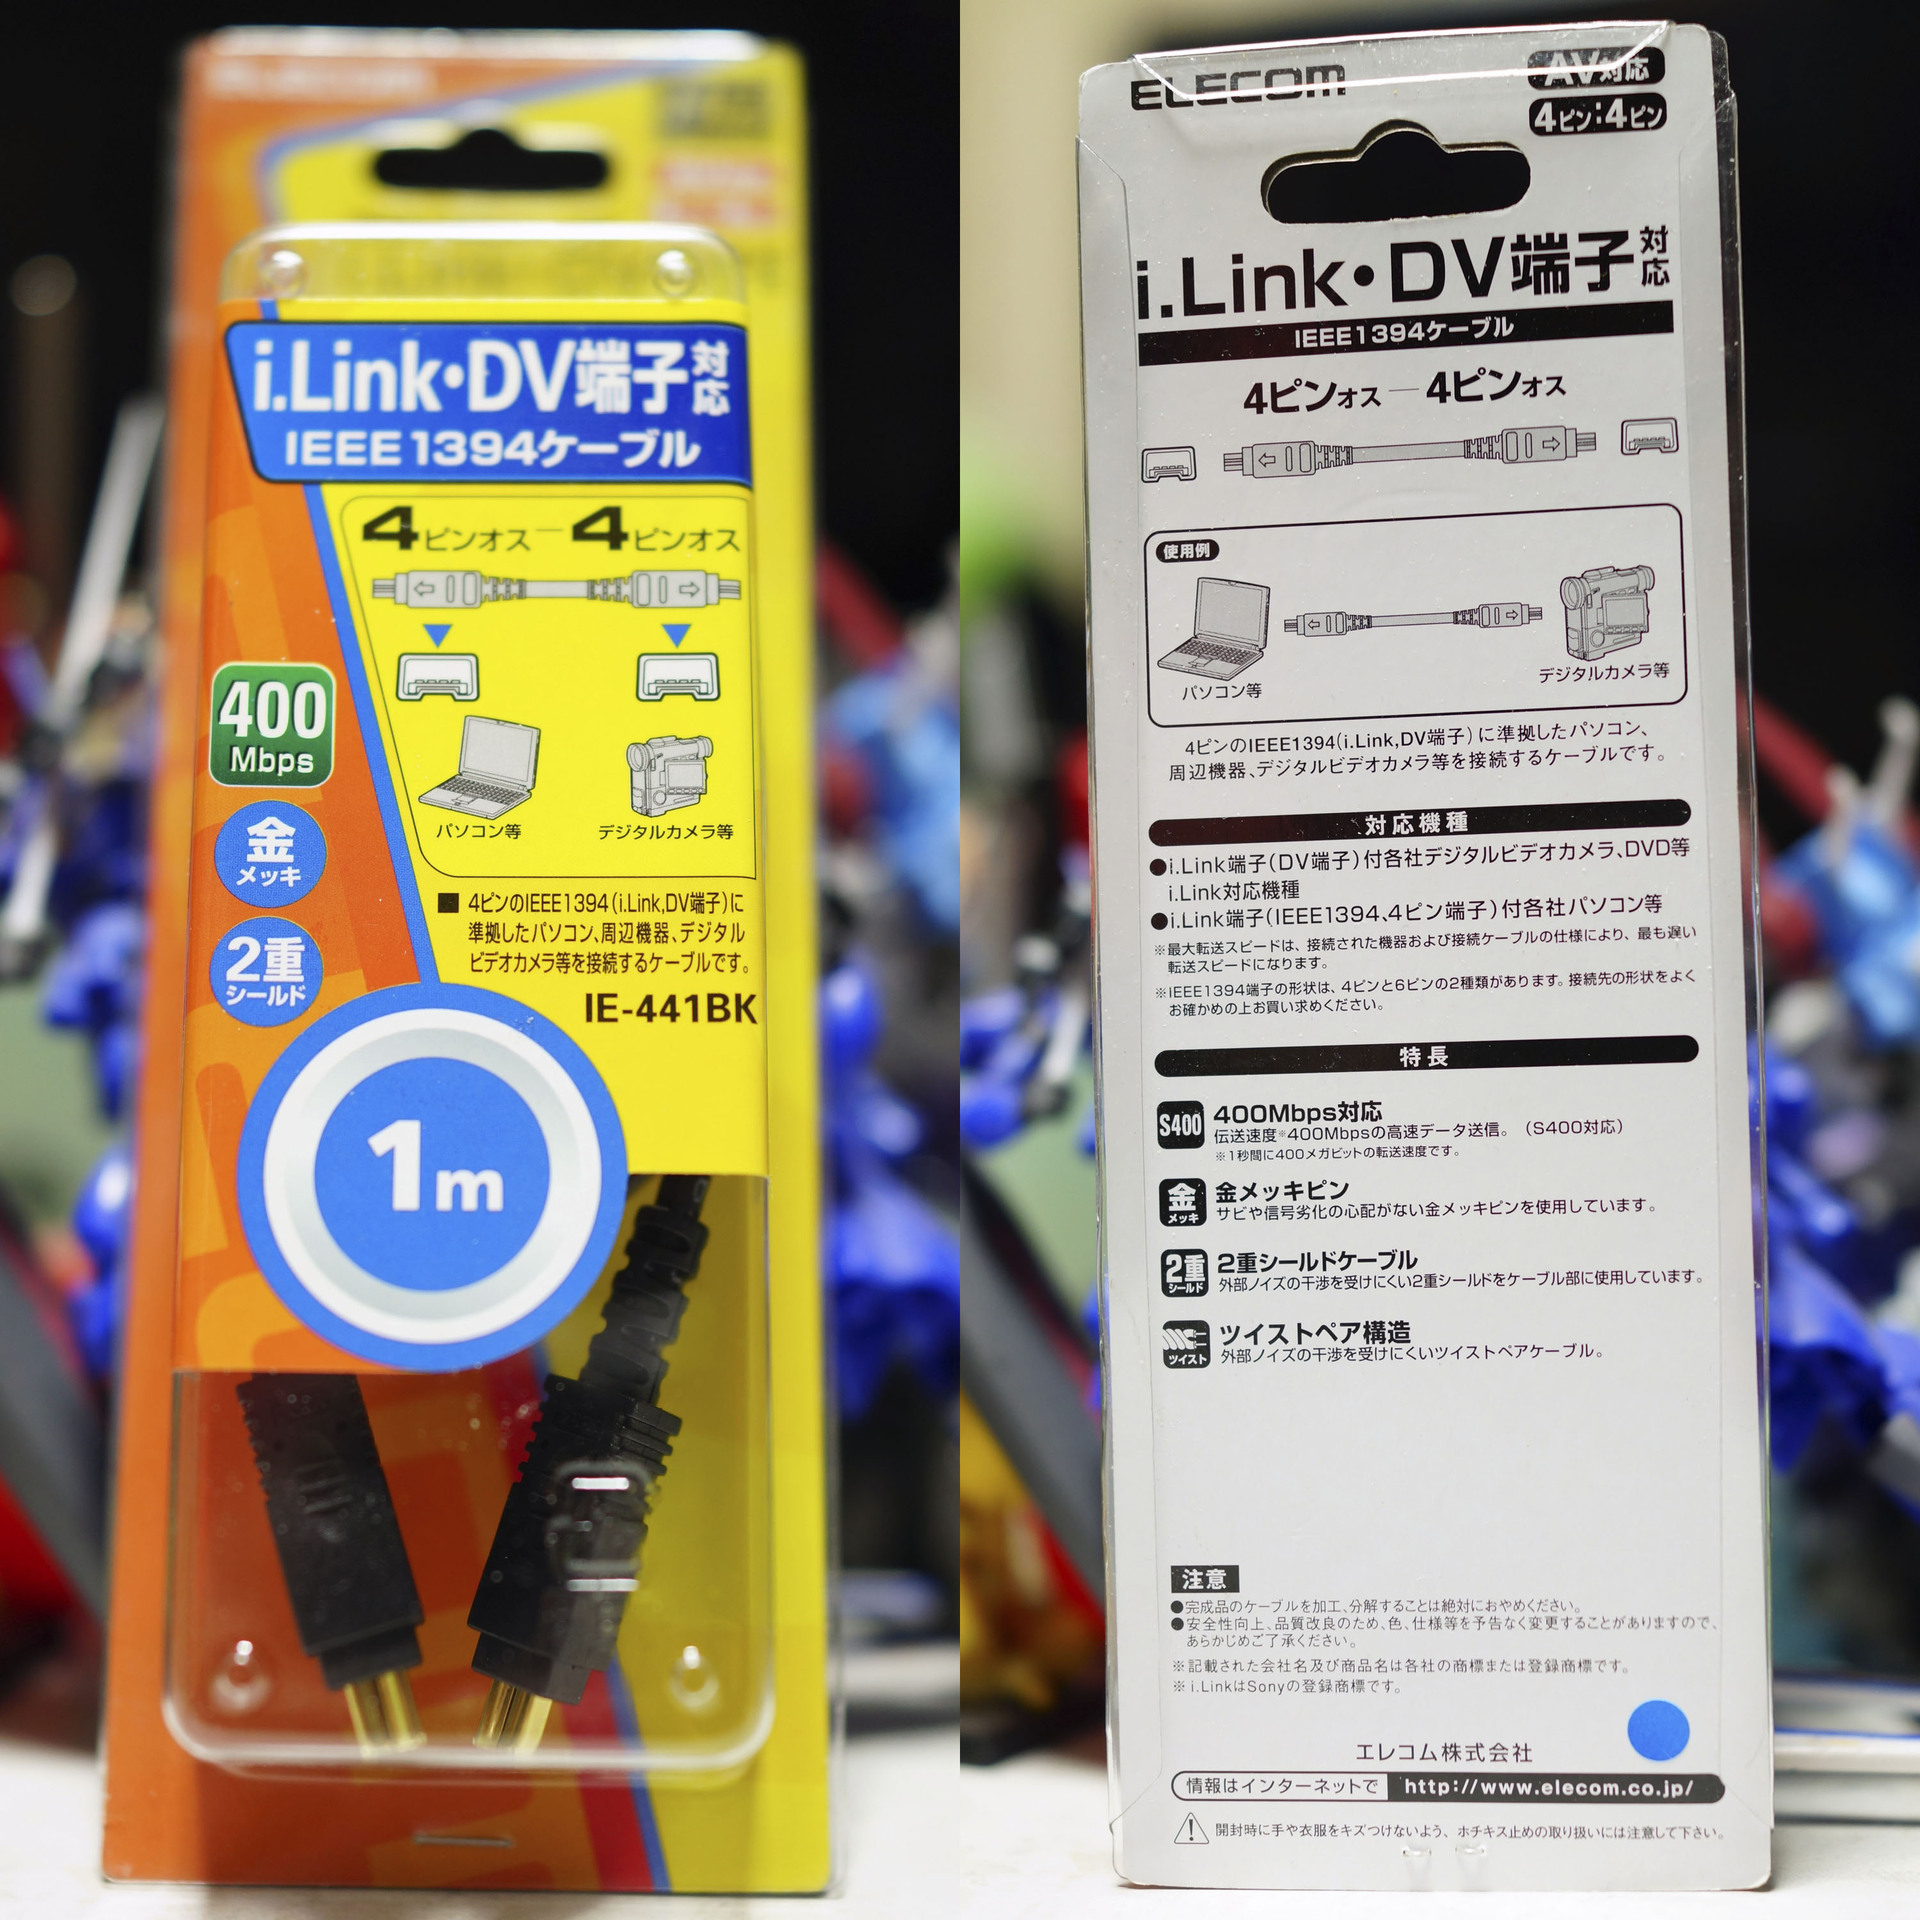 ELECOM
i.Link・DV端子対応
IEEE1394ケーブル
4ピンオス－4ピンオス
400
Mbps
パソコン等
デジタルカメラ等
金
メッキ
2重
シールド
■ 4ピンのIEEE1394(i.Link,DV端子)に
準拠したパソコン､周辺機器､デジタル
ビデオカメラ等を接続するケーブルです。
IE-441BK
1m
ELECOM
AV対応
4ピン:4ピン
i.Link・DV端子対応
IEEE1394ケーブル
4ピンオス－4ピンオス
使用例
パソコン等
デジタルカメラ等
4ピンのIEEE1394(i.Link,DV端子)に準拠したパソコン、
周辺機器､デジタルビデオカメラ等を接続するケーブルです。
対応機種
●i.Link端子(DV端子)付各社デジタルビデオカメラ､DVD等
i.Link対応機種
●i.Link端子(IEEE1394､4ピン端子)付各社パソコン等
※最大転送スピードは、接続された機器および接続ケーブルの仕様により、最も遅い
転送スピードになります。
※IEEE1394端子の形状は、4ピンと6ピンの2種類があります。接続先の形状をよく
お確かめの上お買い求めください。
特長
S400
400Mbps対応
伝送速度※400Mbpsの高速データ送信。(S400対応)
※1秒間に400メガビットの転送速度です。
金
メッキ
金メッキピン
サビや信号劣化の心配がない金メッキピンを使用しています。
2重
シールド
2重シールドケーブル
外部ノイズの干渉を受けにくい2重シールドをケーブル部に使用しています。
ツイスト
ツイストペア構造
外部ノイズの干渉を受けにくいツイストペアケーブル。
注意
●完成品のケーブルを加工､分解することは絶対におやめください。
●安全性向上､品質改良のため､色､仕様等を予告なく変更することがありますので、
あらかじめご了承ください。
※記載された会社名及び商品名は各社の商標または登録商標です。
※i.LinkはSonyの登録商標です。
エレコム株式会社
情報はインターネットで http://www.elecom.co.jp/
開封時に手や衣服をキズつけないよう、ホチキス止めの取り扱いには注意して下さい。